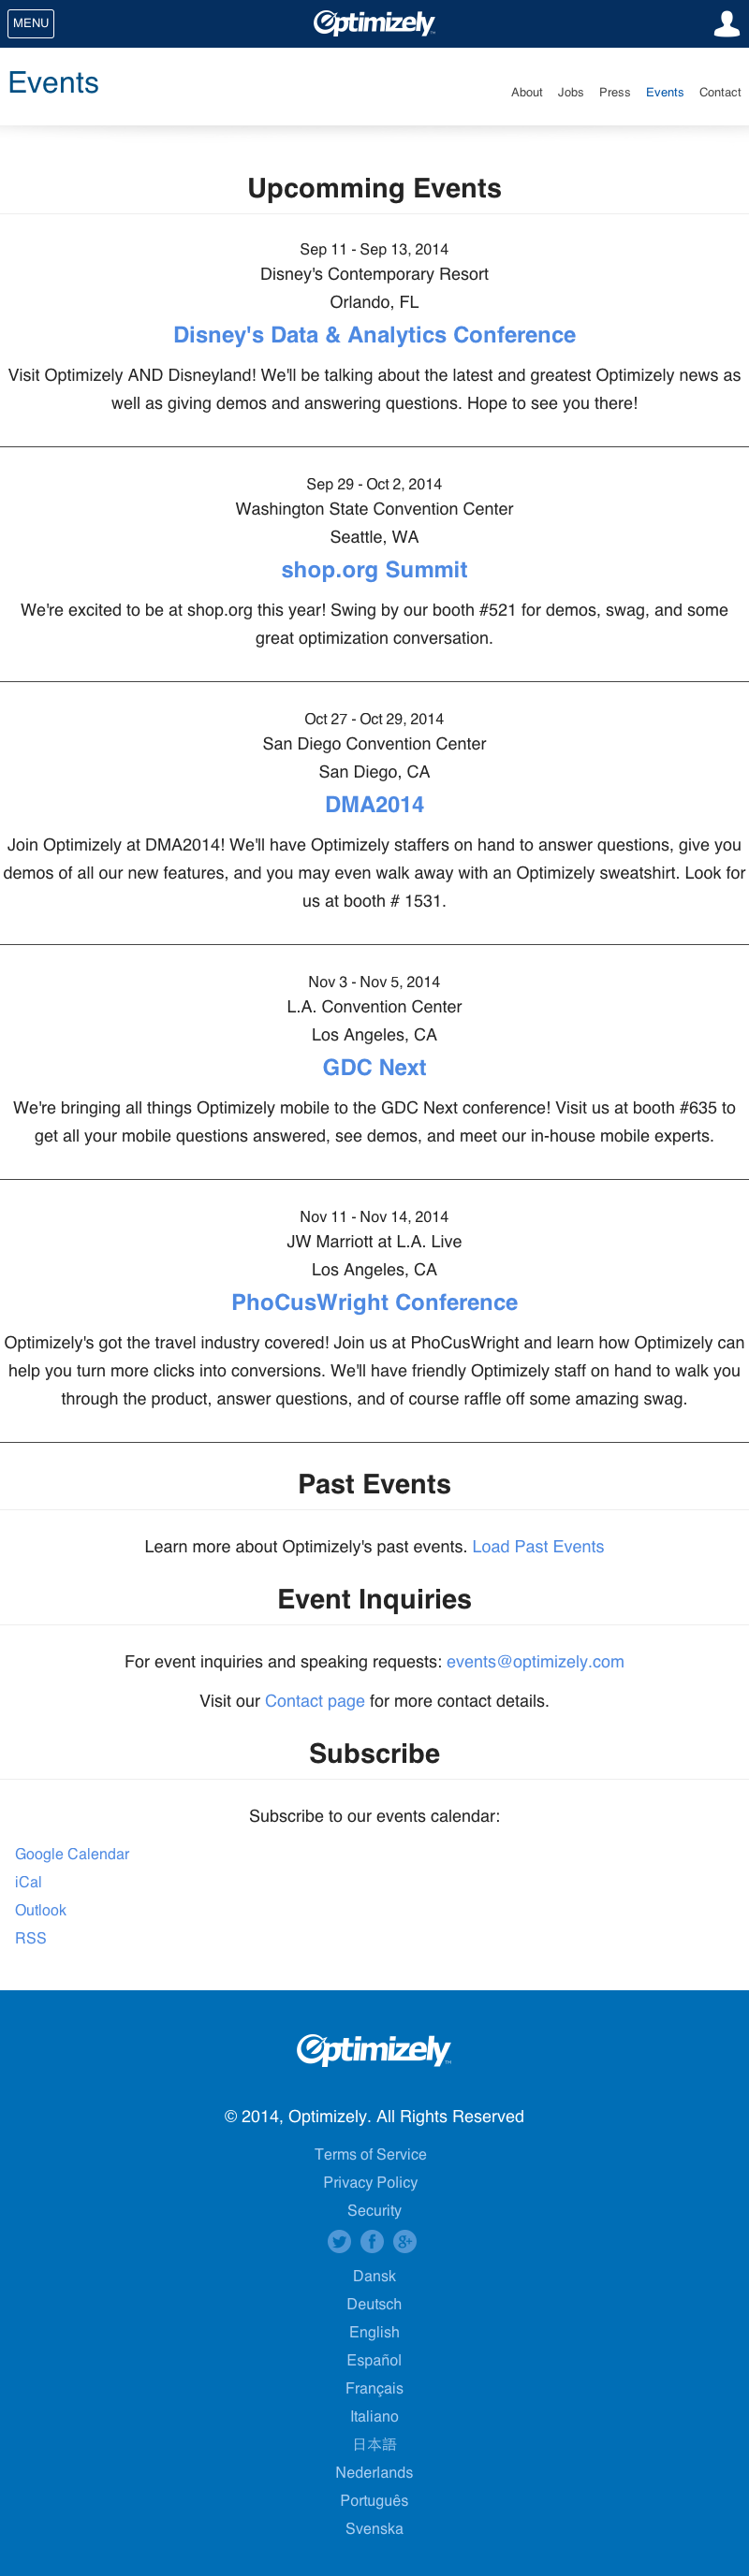 MENU
Optimizely
Events
About Jobs Press Events Contact
Upcomming Events
Sep 11 - Sep 13, 2014
Disney's Contemporary Resort
Orlando, FL
Disney's Data & Analytics Conference
Visit Optimizely AND Disneyland! We'll be talking about the latest and greatest Optimizely news as
well as giving demos and answering questions. Hope to see you there!
Sep 29 - Oct 2, 2014
Washington State Convention Center
Seattle, WA
shop.org Summit
We're excited to be at shop.org this year! Swing by our booth #521 for demos, swag, and some
great optimization conversation.
Oct 27 - Oct 29, 2014
San Diego Convention Center
San Diego, CA
DMA2014
Join Optimizely at DMA2014! We'll have Optimizely staffers on hand to answer questions, give you
demos of all our new features, and you may even walk away with an Optimizely sweatshirt. Look for
us at booth # 1531.
Nov 3 - Nov 5, 2014
L.A. Convention Center
Los Angeles, CA
GDC Next
We're bringing all things Optimizely mobile to the GDC Next conference! Visit us at booth #635 to
get all your mobile questions answered, see demos, and meet our in-house mobile experts.
Nov 11 - Nov 14, 2014
JW Marriott at L.A. Live
Los Angeles, CA
PhoCusWright Conference
Optimizely's got the travel industry covered! Join us at PhoCusWright and learn how Optimizely can
help you turn more clicks into conversions. We'll have friendly Optimizely staff on hand to walk you
through the product, answer questions, and of course raffle off some amazing swag.
Past Events
Learn more about Optimizely's past events. Load Past Events
Event Inquiries
For event inquiries and speaking requests: events@optimizely.com
Visit our Contact page for more contact details.
Subscribe
Subscribe to our events calendar:
Google Calendar
iCal
Outlook
RSS
Optimizely
© 2014, Optimizely. All Rights Reserved
Terms of Service
Privacy Policy
Security
Dansk
Deutsch
English
Español
Français
Italiano
日本語
Nederlands
Português
Svenska